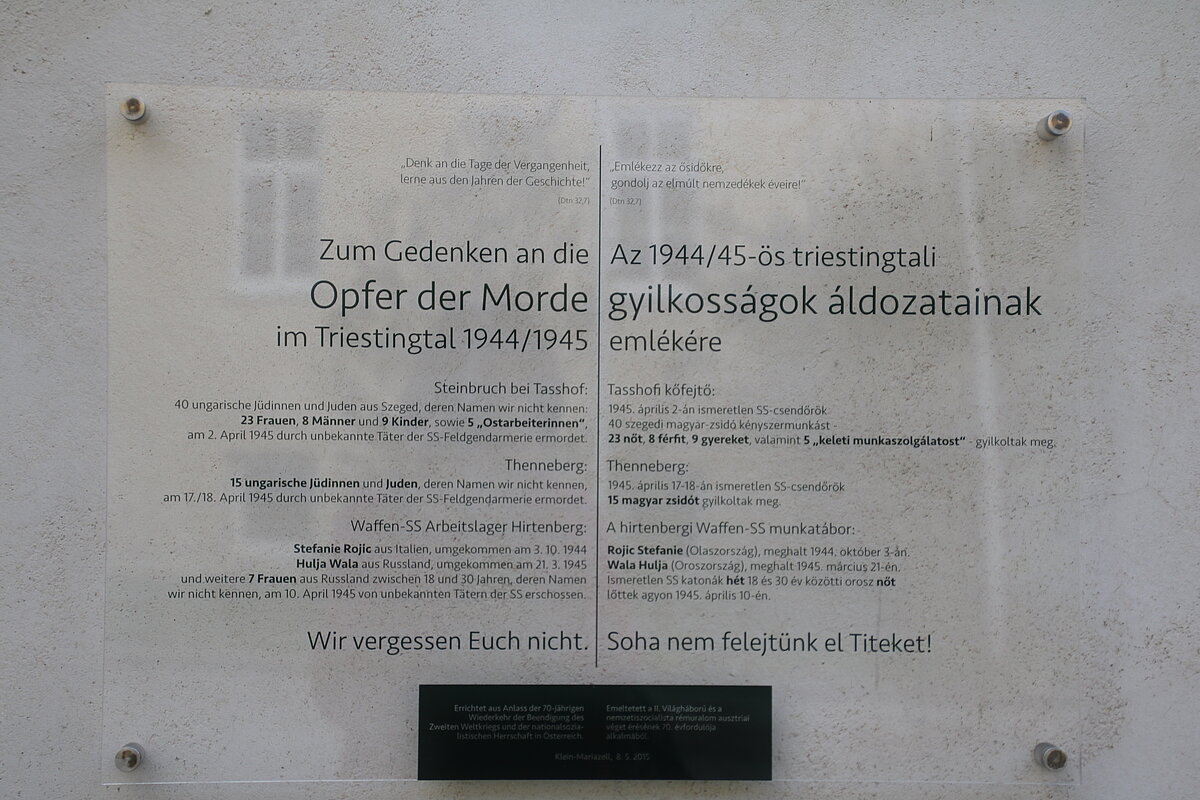 „Denk an die Tage der Vergangenheit,
lerne aus den Jahren der Geschichte!“
(Dtn 32,7)
Zum Gedenken an die
Opfer der Morde
im Triestingtal 1944/1945
Steinbruch bei Tasshof:
40 ungarische Jüdinnen und Juden aus Szeged, deren Namen wir nicht kennen:
23 Frauen, 8 Männer und 9 Kinder, sowie 5 „Ostarbeiterinnen“,
am 2. April 1945 durch unbekannte Täter der SS-Feldgendarmerie ermordet.
Thenneberg:
15 ungarische Jüdinnen und Juden, deren Namen wir nicht kennen,
am 17./18. April 1945 durch unbekannte Täter der SS-Feldgendarmerie ermordet.
Waffen-SS Arbeitslager Hirtenberg:
Stefanie Rojic aus Italien, umgekommen am 3. 10. 1944
Hulja Wala aus Russland, umgekommen am 21. 3. 1945
und weitere 7 Frauen aus Russland zwischen 18 und 30 Jahren, deren Namen
wir nicht kennen, am 10. April 1945 von unbekannten Tätern der SS erschossen.
Wir vergessen Euch nicht.
„Emlékezz az ősidőkre,
gondolj az elmúlt nemzedékek éveire!“
(Dtn 32,7)
Az 1944/45-ös triestingtali
gyilkosságok áldozatainak
emlékére
Tasshofi kőfejtő:
1945. április 2-án ismeretlen SS-csendőrök
40 szegedi magyar-zsidó kényszermunkást -
23 nőt, 8 férfit, 9 gyereket, valamint 5 „keleti munkaszolgálatost“ - gyilkoltak meg.
Thenneberg:
1945. április 17-18-án ismeretlen SS-csendőrök
15 magyar zsidót gyilkoltak meg.
A hirtenbergi Waffen-SS munkatábor:
Rojic Stefanie (Olaszország), meghalt 1944. október 3-án.
Wala Hulja (Oroszország), meghalt 1945. március 21-én.
Ismeretlen SS katonák hét 18 és 30 év közötti orosz nőt
lőttek agyon 1945. április 10-én.
Soha nem felejtünk el Titeket!
Errichtet aus Anlass der 70-jährigen
Wiederkehr der Beendigung des
Zweiten Weltkriegs und der nationalsozia-
listischen Herrschaft in Österreich.
Emeltetett a II. Világháború és a
nemzetiszocialista rémuralom ausztriai
véget érésének 70. évfordulója
alkalmából.
Klein-Mariazell, 8. 5. 2015